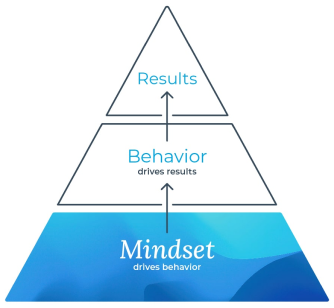 Results
Behavior
drives results
Mindset
drives behavior